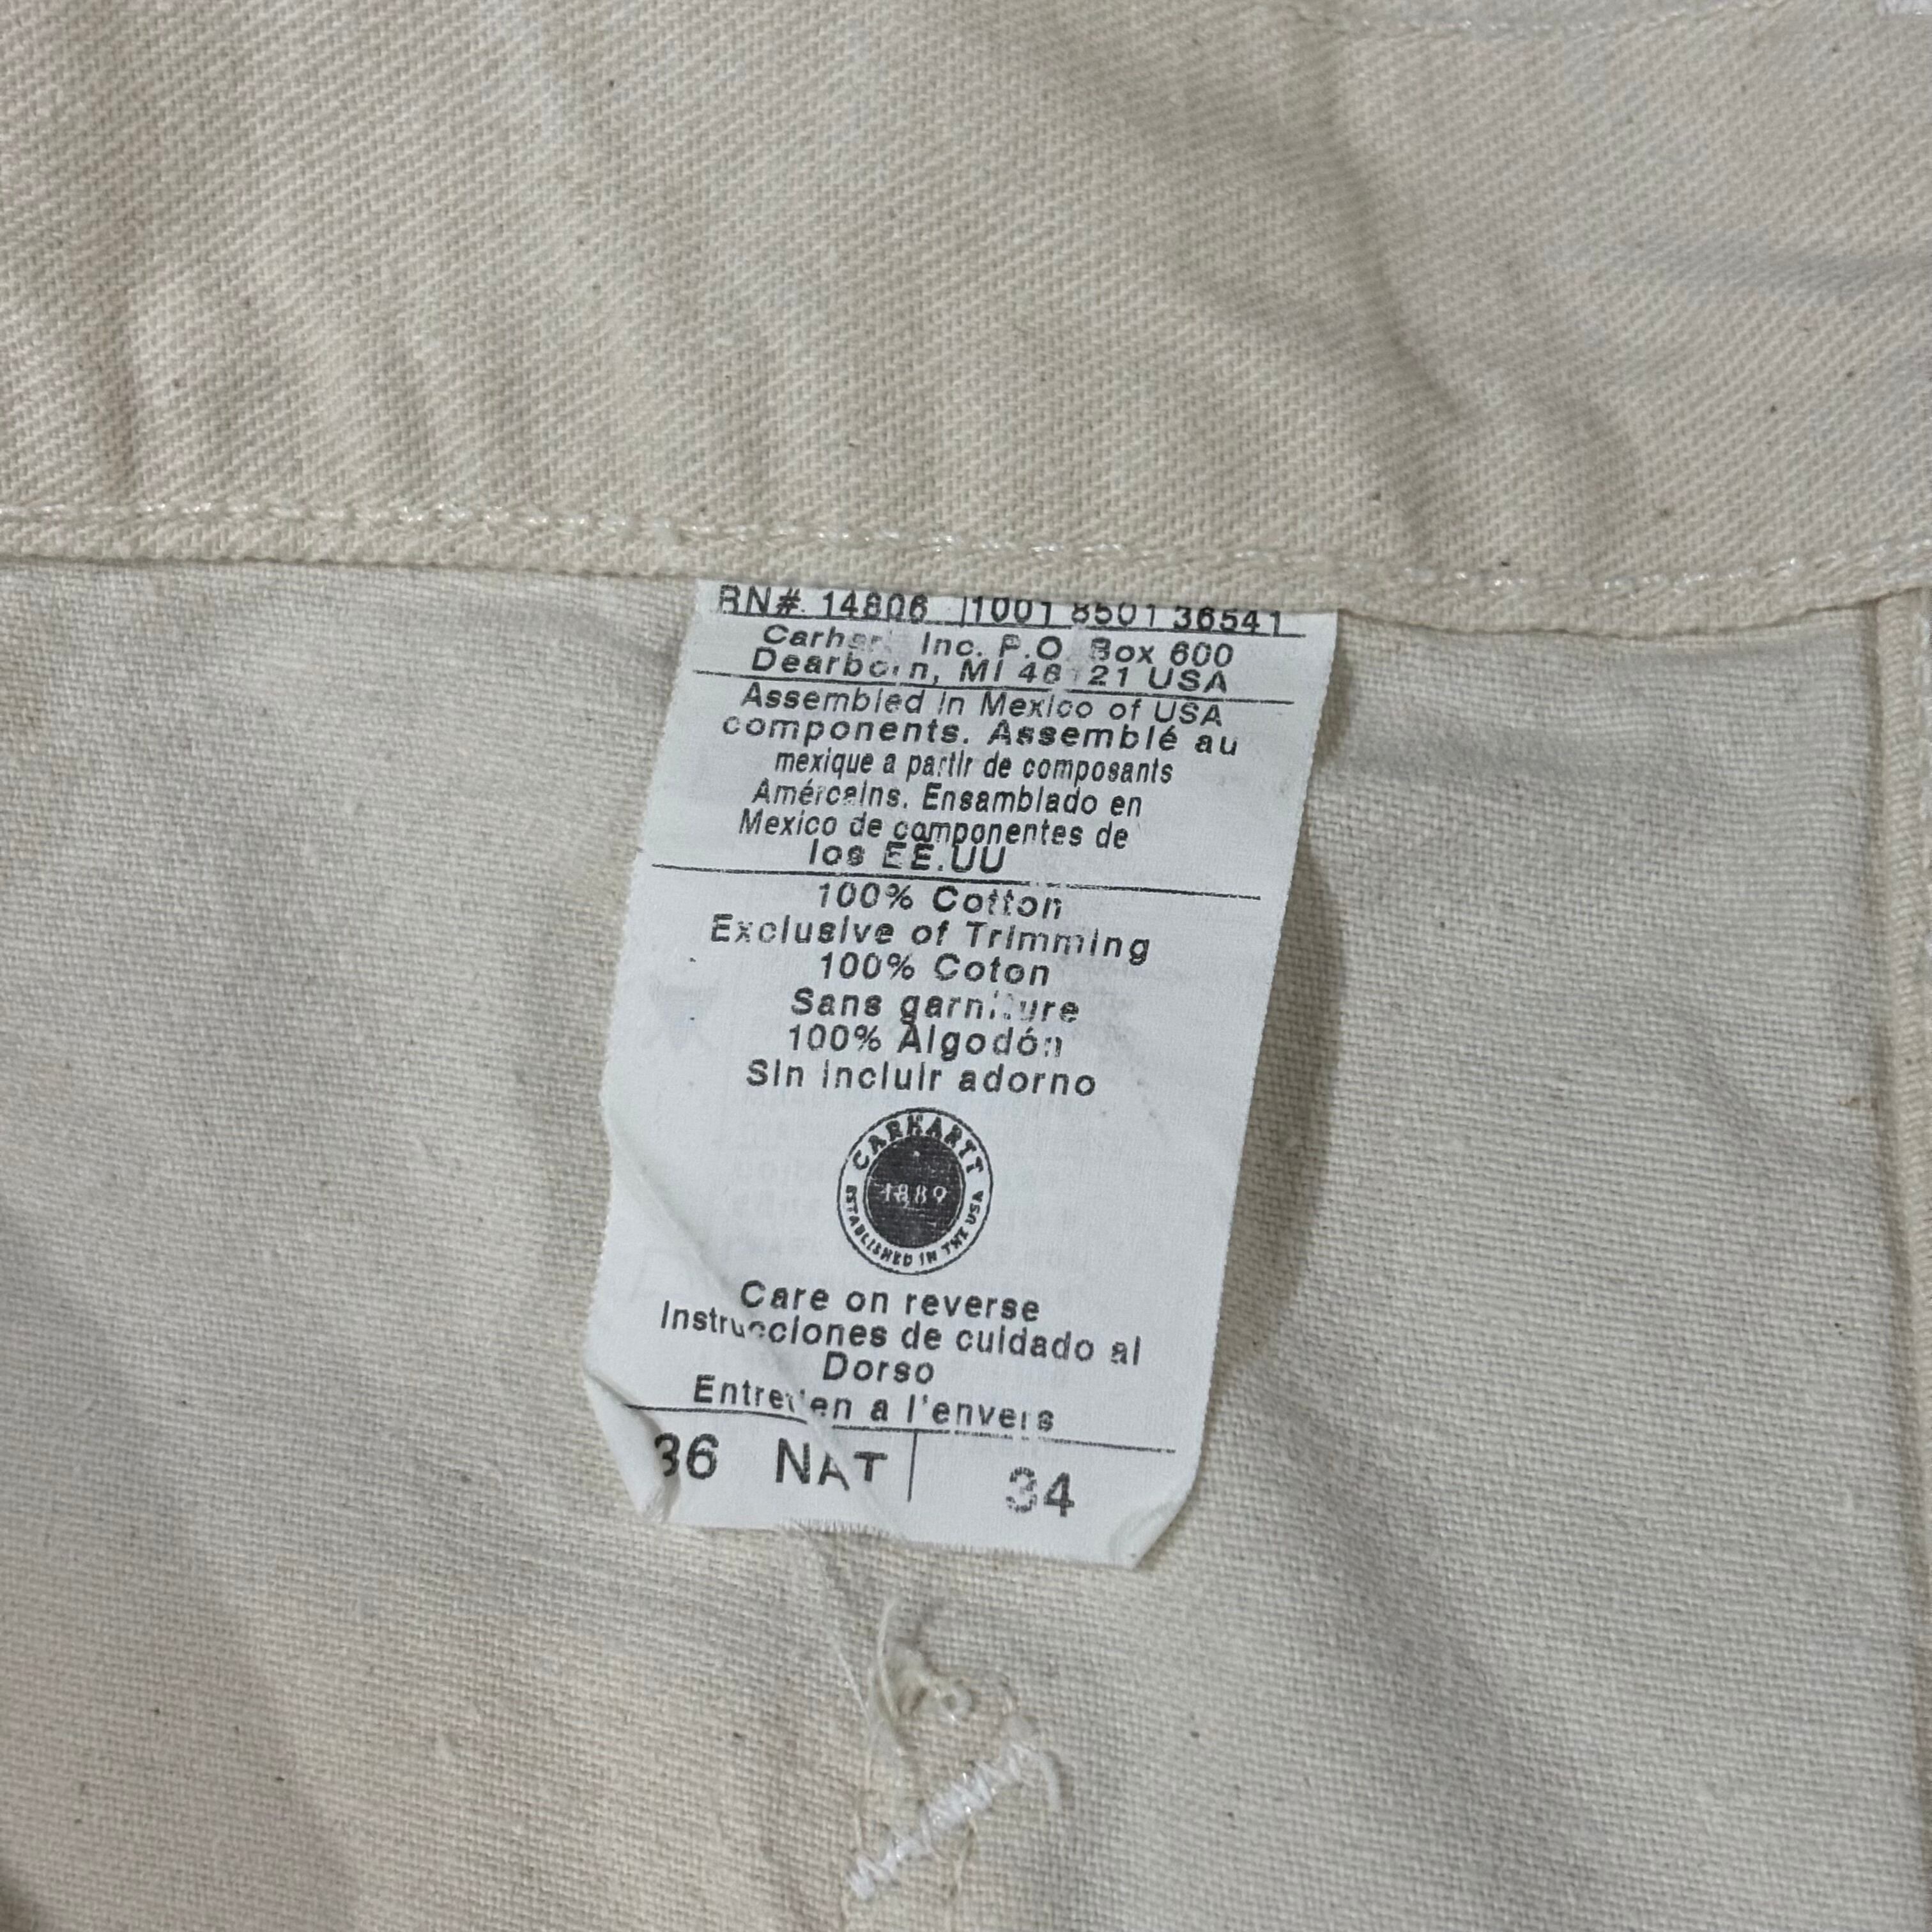 RN# 14806 1001 8501 36541
Carhartt Inc. P.O. Box 600
Dearborn, MI 48121 USA
Assembled in Mexico of USA
components. Assemblé au
mexique a partir de composants
Amércains. Ensamblado en
Mexico de componentes de
los EE.UU
100% Cotton
Exclusive of Trimming
100% Coton
Sans garniture
100% Algodón
Sin incluir adorno
CARHARTT
1889
ESTABLISHED IN THE USA
Care on reverse
Instrucciones de cuidado al
Dorso
Entretien a l'envers
36 NAT 34